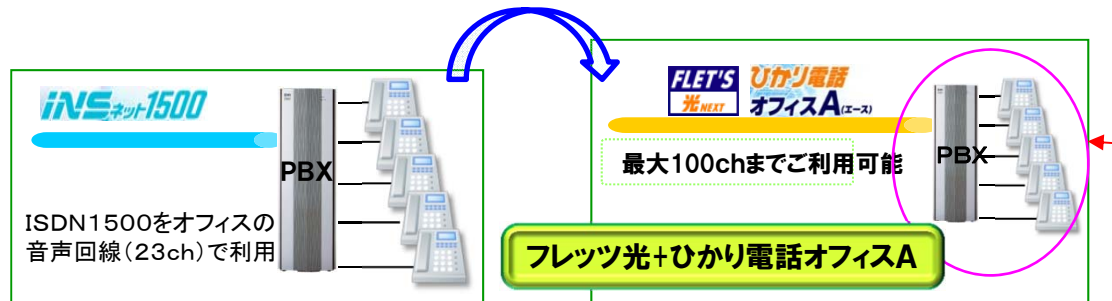 INSネット1500
PBX
ISDN1500をオフィスの
音声回線(23ch)で利用
FLET'S
光NEXT
ひかり電話
オフィスA(エース)
最大100chまでご利用可能
PBX
フレッツ光+ひかり電話オフィスA